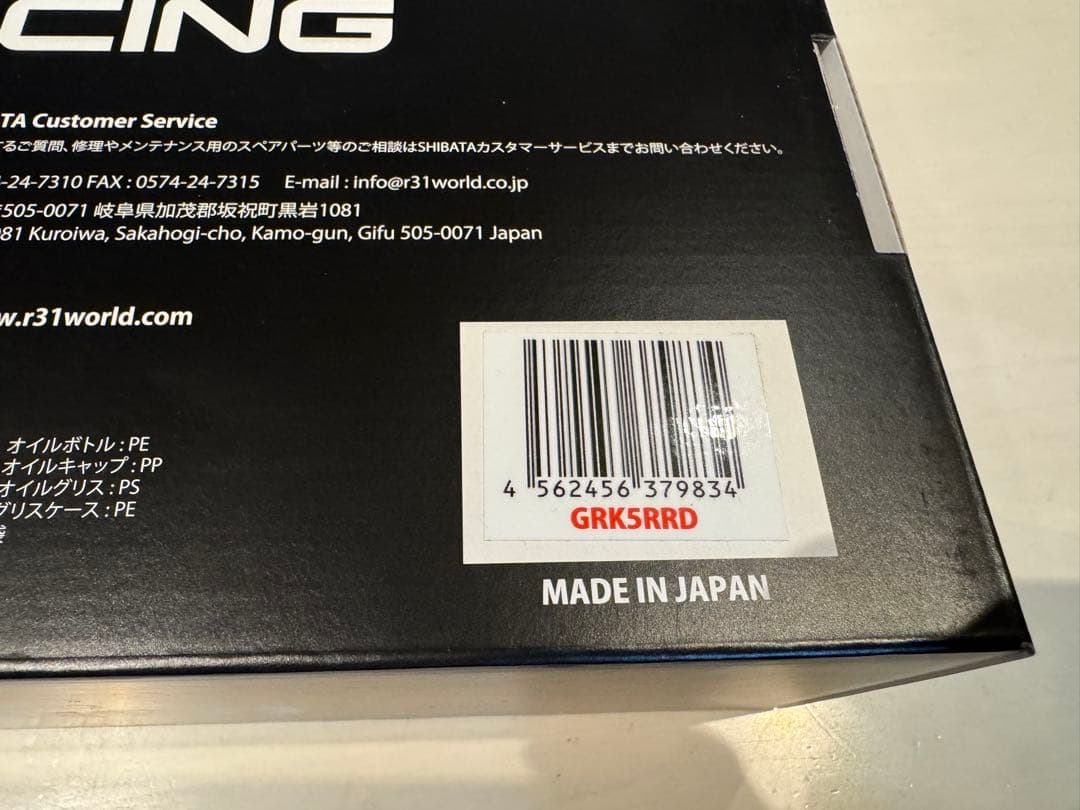 CING
TA Customer Service
するご質問、修理やメンテナンス用のスペアパーツ等のご相談はSHIBATAカスタマーサービスまでお問い合わせください。
-24-7310 FAX : 0574-24-7315 E-mail : info@r31world.co.jp
505-0071 岐阜県加茂郡坂祝町黒岩1081
081 Kuroiwa, Sakahogi-cho, Kamo-gun, Gifu 505-0071 Japan
w.r31world.com
オイルボトル : PE
オイルキャップ : PP
オイルグリス : PS
グリスケース : PE
4 562456 379834
GRK5RRD
MADE IN JAPAN